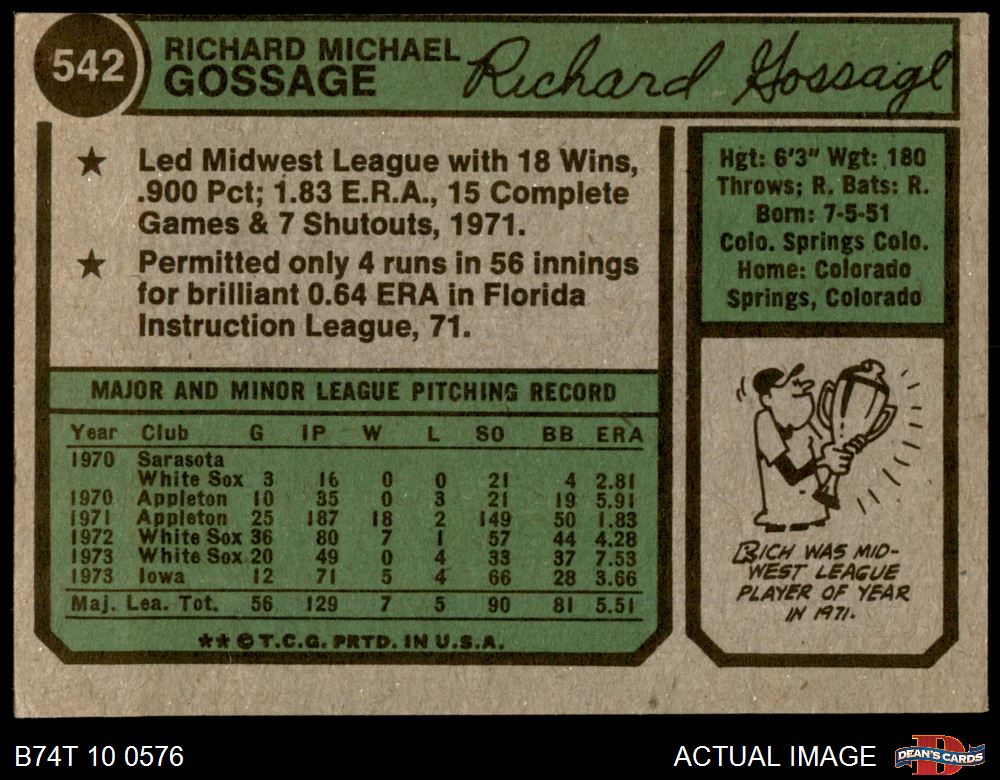 542
RICHARD MICHAEL
GOSSAGE
Richard Gossage
★ Led Midwest League with 18 Wins,
.900 Pct; 1.83 E.R.A., 15 Complete
Games & 7 Shutouts, 1971.
★ Permitted only 4 runs in 56 innings
for brilliant 0.64 ERA in Florida
Instruction League, 71.
Hgt: 6'3" Wgt: 180
Throws; R. Bats: R.
Born: 7-5-51
Colo. Springs Colo.
Home: Colorado
Springs, Colorado
MAJOR AND MINOR LEAGUE PITCHING RECORD
Year Club G IP W L SO BB ERA
1970 Sarasota
White Sox 3 16 0 0 21 4 2.81
1970 Appleton 10 35 0 3 21 19 5.91
1971 Appleton 25 187 18 2 149 50 1.83
1972 White Sox 36 80 7 1 57 44 4.28
1973 White Sox 20 49 0 4 33 37 7.53
1973 Iowa 12 71 5 4 66 28 3.66
Maj. Lea. Tot. 56 129 7 5 90 81 5.51
**© T.C.G. PRTD. IN U.S.A.
RICH WAS MID-
WEST LEAGUE
PLAYER OF YEAR
IN 1971.
B74T 10 0576
ACTUAL IMAGE
D
DEAN'S CARDS